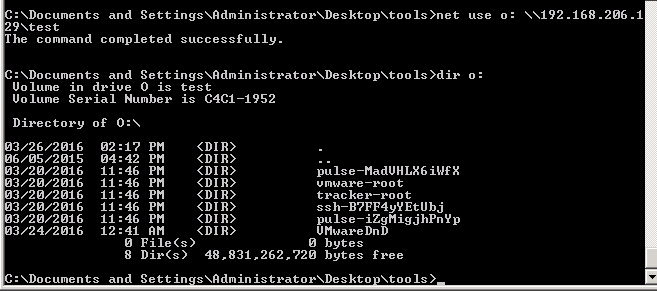 C:\Documents and Settings\Administrator\Desktop\tools>net use o: \\192.168.206.1
29\test
The command completed successfully.
C:\Documents and Settings\Administrator\Desktop\tools>dir o:
Volume in drive O is test
Volume Serial Number is C4C1-1952
Directory of O:\
03/26/2016  02:17 PM    <DIR>          .
06/05/2015  04:42 PM    <DIR>          ..
03/20/2016  11:46 PM    <DIR>          pulse-MadVHLX6iWfX
03/20/2016  11:46 PM    <DIR>          vmware-root
03/20/2016  11:46 PM    <DIR>          tracker-root
03/20/2016  11:46 PM    <DIR>          ssh-B7FF4yYEtUbj
03/20/2016  11:46 PM    <DIR>          pulse-iZgMigjhPnYp
03/24/2016  12:41 AM    <DIR>          VMwareDnD
0 File(s)              0 bytes
8 Dir(s)  48,831,262,720 bytes free
C:\Documents and Settings\Administrator\Desktop\tools>_